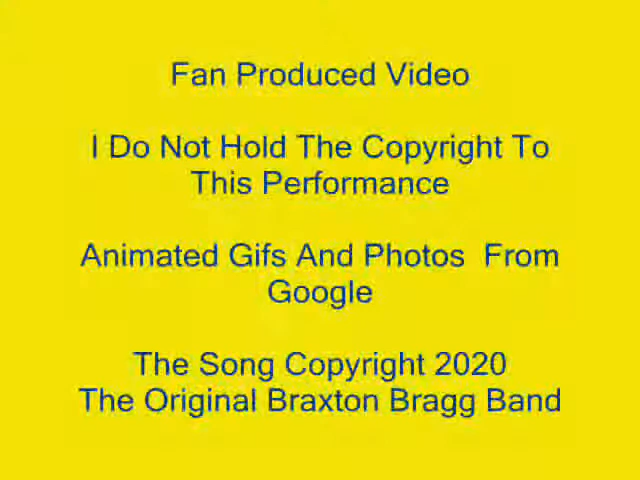 Fan Produced Video
I Do Not Hold The Copyright To
This Performance
Animated Gifs And Photos  From
Google
The Song Copyright 2020
The Original Braxton Bragg Band